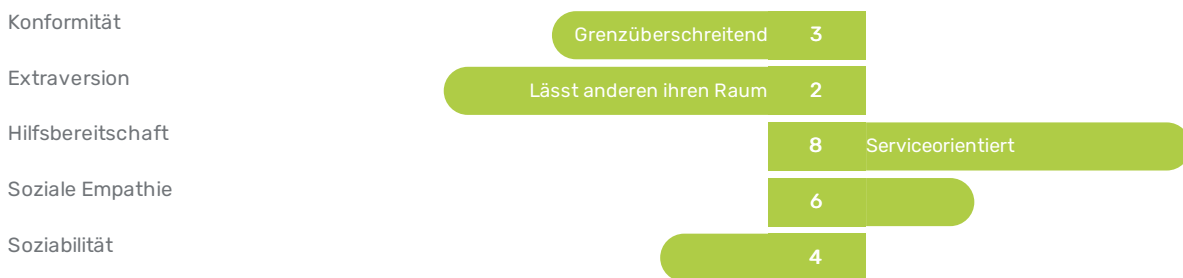 Konformität
Grenzüberschreitend 3
Extraversion
Lässt anderen ihren Raum 2
Hilfsbereitschaft
8 Serviceorientiert
Soziale Empathie
6
Soziabilität
4